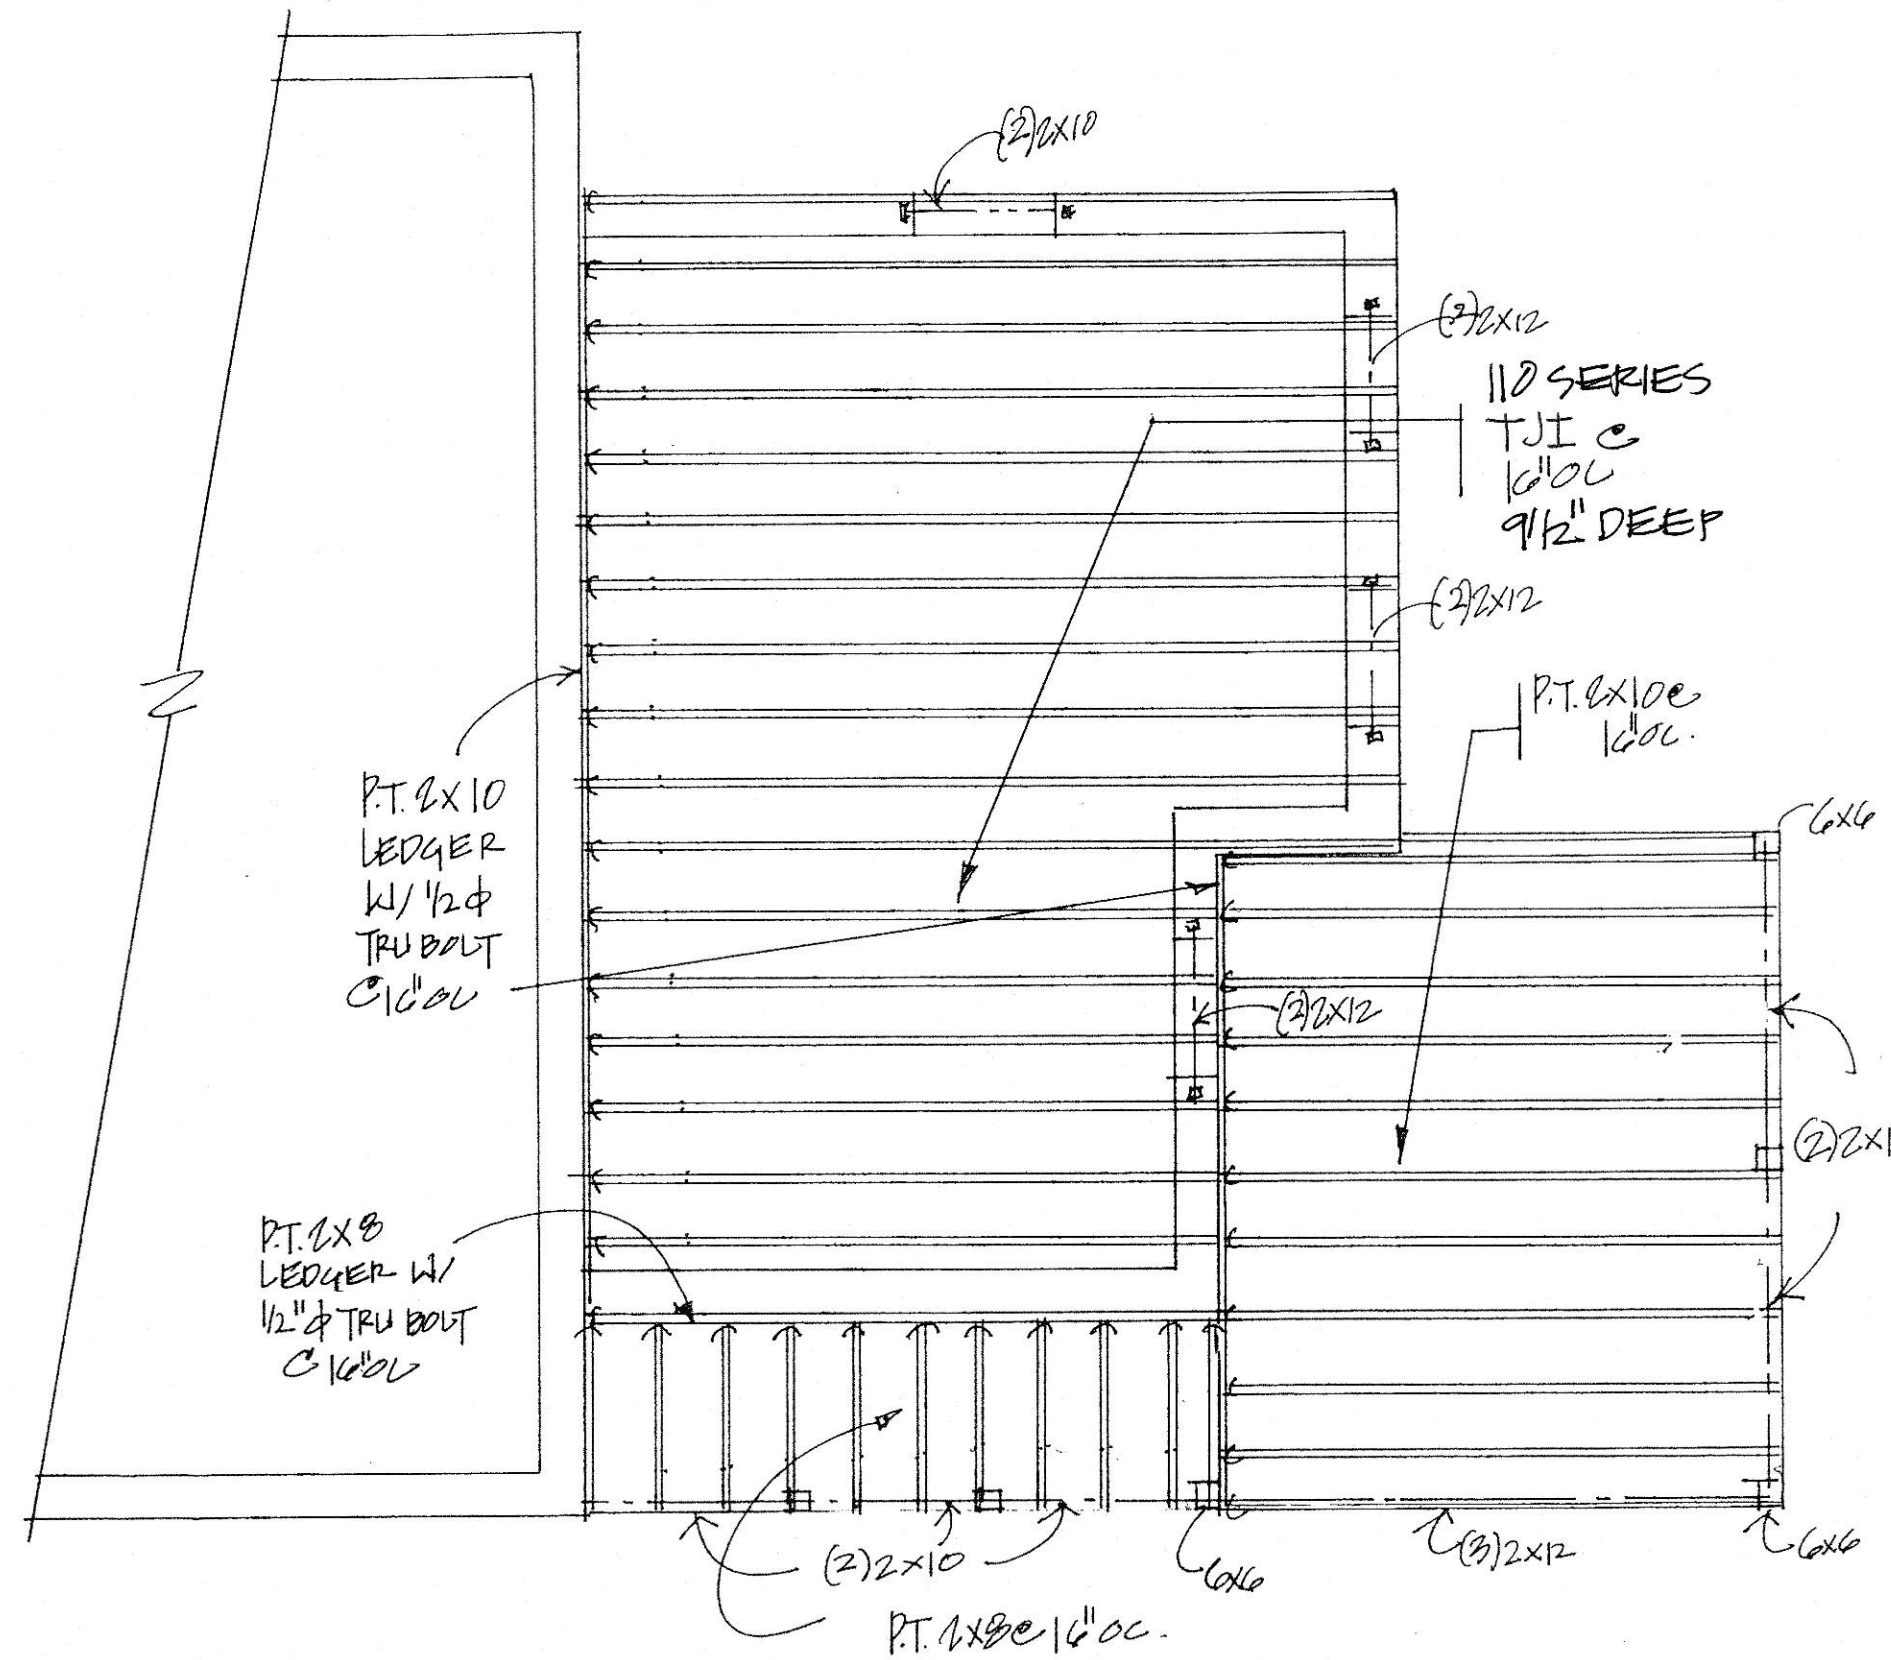 (2)2X10
(2)2X12
110 SERIES
TJI @
16"OC
9 1/2" DEEP
(2)2X12
P.T. 2X10@
16"OC.
P.T. 2X10
LEDGER
W/ 1/2 φ
TRU BOLT
@16"OC
6X6
(2)2X12
(2)2X1
P.T. 2X8
LEDGER W/
1/2" φ TRU BOLT
@ 16"OC
(2)2X10
6X6
(3)2X12
6X6
P.T. 2X8@16"OC.